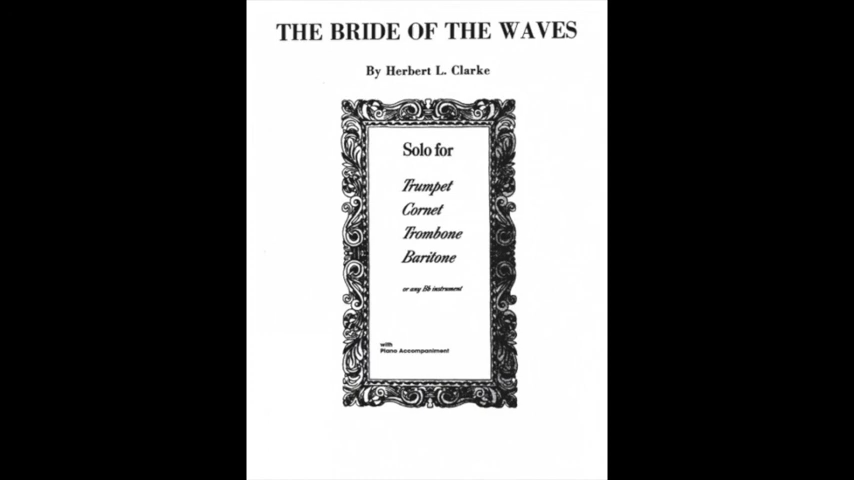 THE BRIDE OF THE WAVES
By Herbert L. Clarke
Solo for
Trumpet
Cornet
Trombone
Baritone
or any Bb instrument
with
Piano Accompaniment